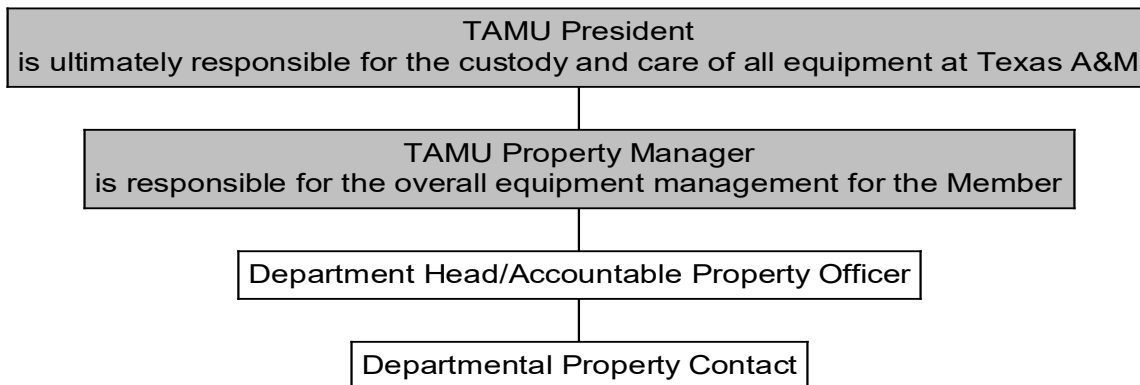 TAMU President
is ultimately responsible for the custody and care of all equipment at Texas A&M
TAMU Property Manager
is responsible for the overall equipment management for the Member
Department Head/Accountable Property Officer
Departmental Property Contact